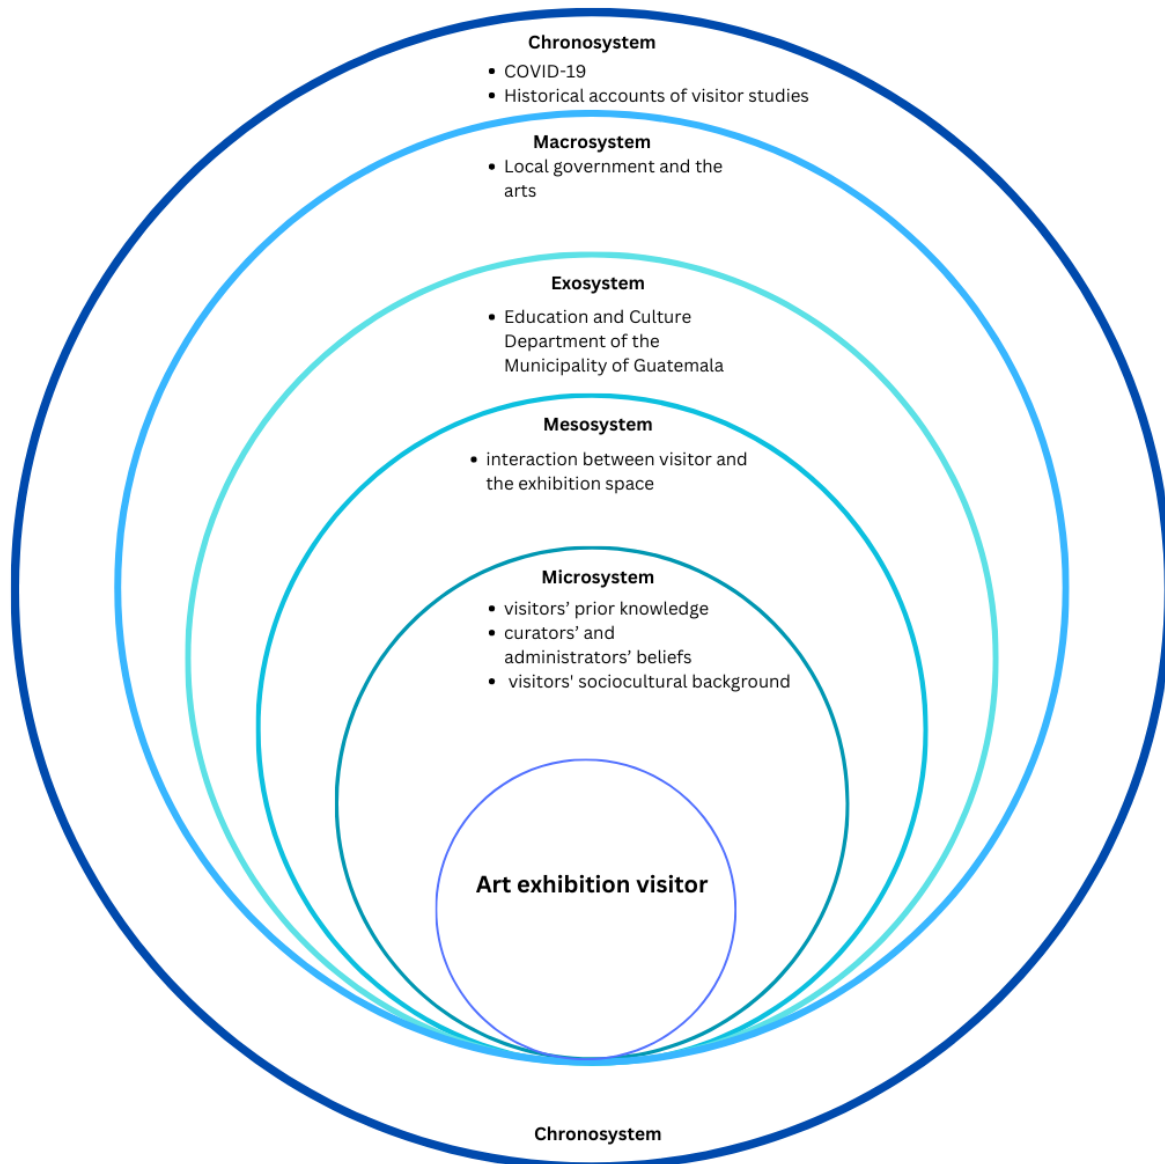 Chronosystem
• COVID-19
• Historical accounts of visitor studies
Macrosystem
• Local government and the
arts
Exosystem
• Education and Culture
Department of the
Municipality of Guatemala
Mesosystem
• interaction between visitor and
the exhibition space
Microsystem
• visitors’ prior knowledge
• curators’ and
administrators’ beliefs
• visitors' sociocultural background
Art exhibition visitor
Chronosystem